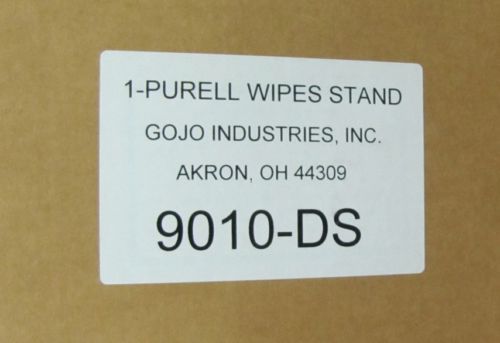 1-PURELL WIPES STAND
GOJO INDUSTRIES, INC.
AKRON, OH 44309
9010-DS